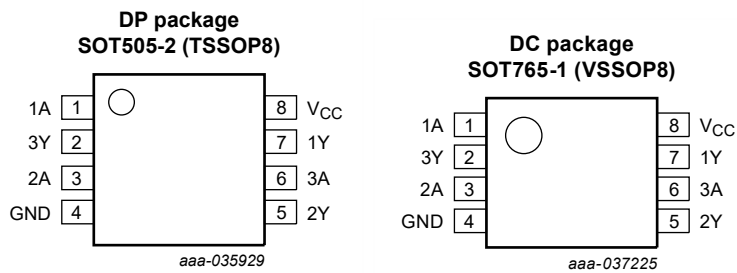 DP package
SOT505-2 (TSSOP8)
1A 1 8 VCC
3Y 2 7 1Y
2A 3 6 3A
GND 4 5 2Y
aaa-035929
DC package
SOT765-1 (VSSOP8)
1A 1 8 VCC
3Y 2 7 1Y
2A 3 6 3A
GND 4 5 2Y
aaa-037225